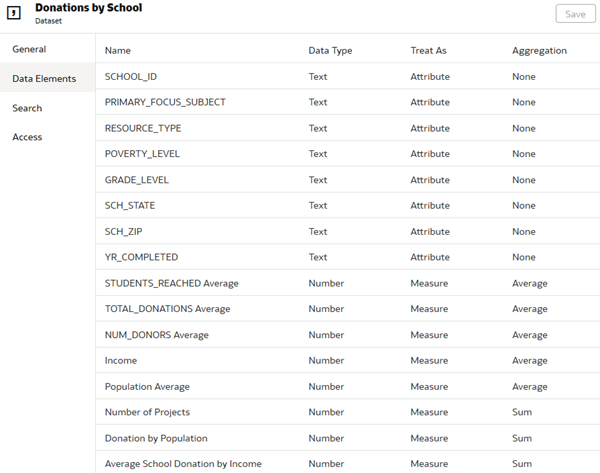 Donations by School
Dataset
Save
General
Data Elements
Search
Access
Name Data Type Treat As Aggregation
SCHOOL_ID Text Attribute None
PRIMARY_FOCUS_SUBJECT Text Attribute None
RESOURCE_TYPE Text Attribute None
POVERTY_LEVEL Text Attribute None
GRADE_LEVEL Text Attribute None
SCH_STATE Text Attribute None
SCH_ZIP Text Attribute None
YR_COMPLETED Text Attribute None
STUDENTS_REACHED Average Number Measure Average
TOTAL_DONATIONS Average Number Measure Average
NUM_DONORS Average Number Measure Average
Income Number Measure Average
Population Average Number Measure Average
Number of Projects Number Measure Sum
Donation by Population Number Measure Sum
Average School Donation by Income Number Measure Sum